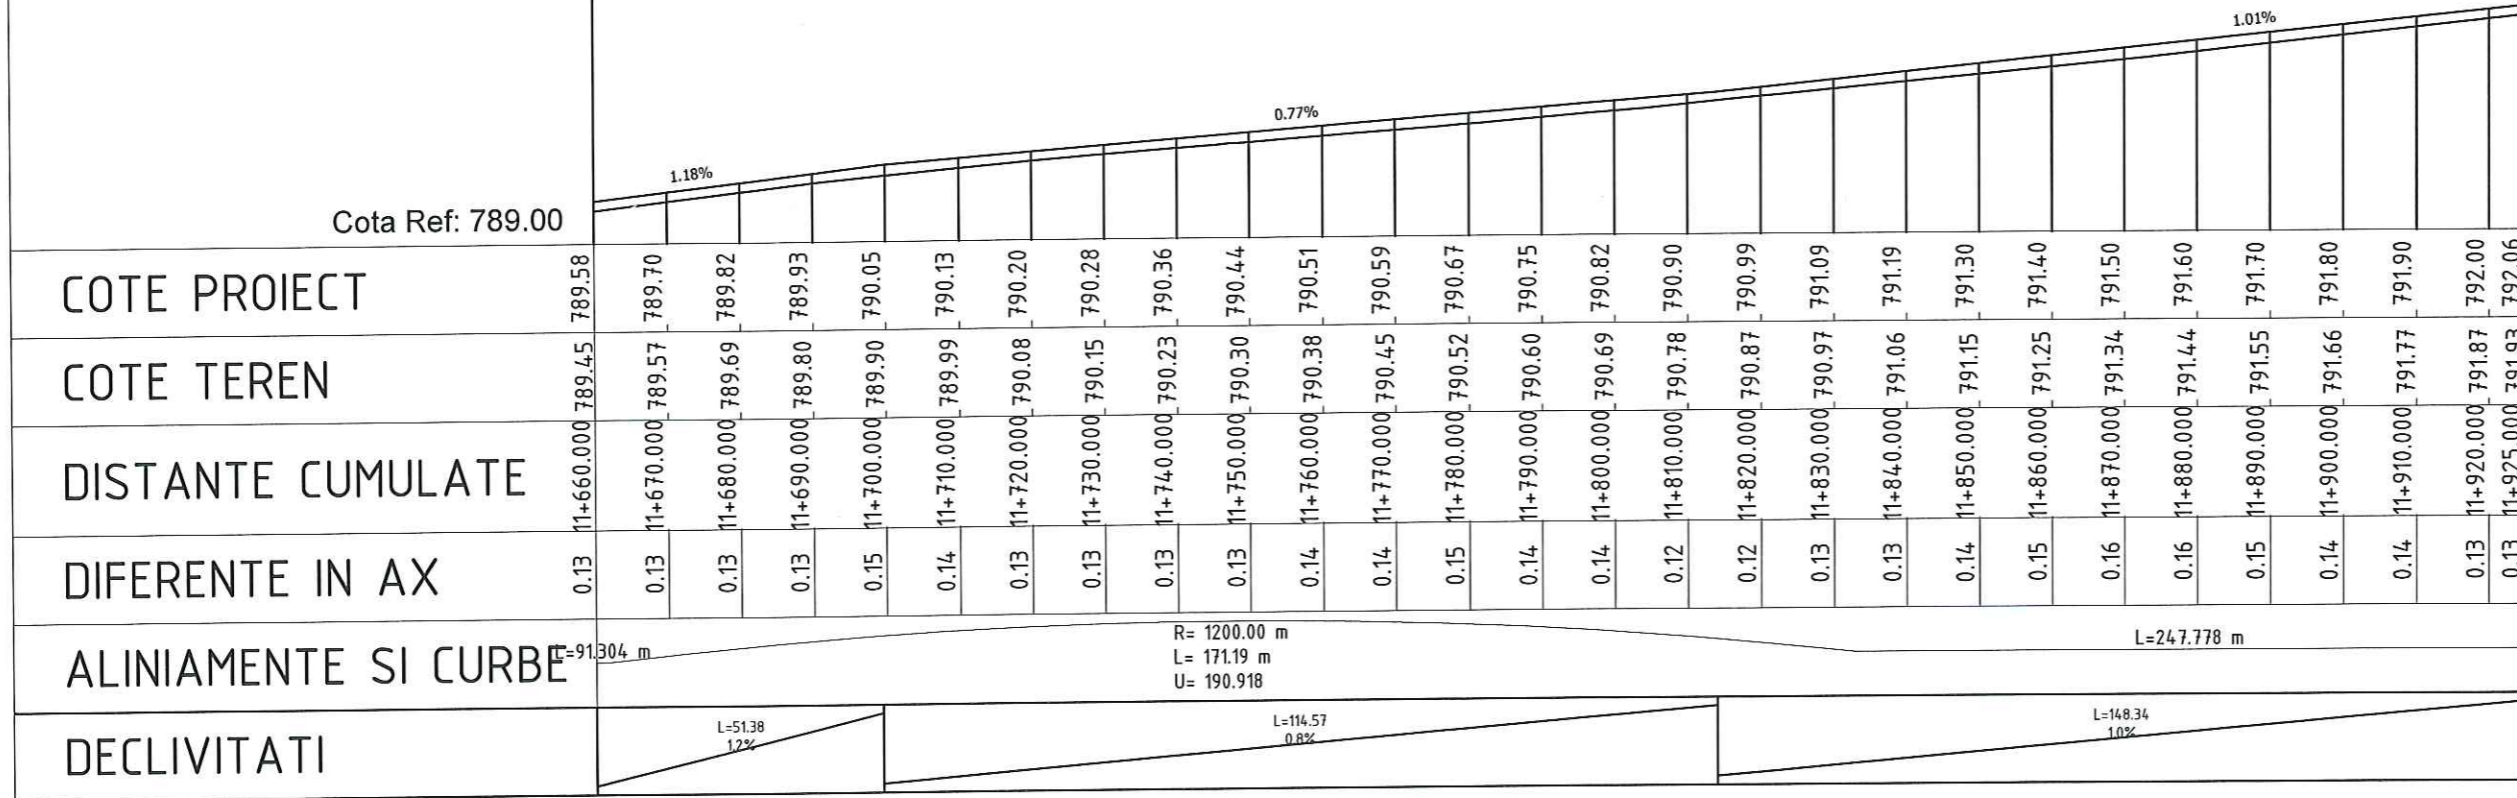 1.01%
0.77%
1.18%
Cota Ref: 789.00
COTE PROIECT 789.58 789.70 789.82 789.93 790.05 790.13 790.20 790.28 790.36 790.44 790.51 790.59 790.67 790.75 790.82 790.90 790.99 791.09 791.19 791.30 791.40 791.50 791.60 791.70 791.80 791.90 792.00 792.06
COTE TEREN 789.45 789.57 789.69 789.80 789.90 789.99 790.08 790.15 790.23 790.30 790.38 790.45 790.52 790.60 790.69 790.78 790.87 790.97 791.06 791.15 791.25 791.34 791.44 791.55 791.66 791.77 791.87 791.93
DISTANTE CUMULATE 11+660.000 11+670.000 11+680.000 11+690.000 11+700.000 11+710.000 11+720.000 11+730.000 11+740.000 11+750.000 11+760.000 11+770.000 11+780.000 11+790.000 11+800.000 11+810.000 11+820.000 11+830.000 11+840.000 11+850.000 11+860.000 11+870.000 11+880.000 11+890.000 11+900.000 11+910.000 11+920.000 11+925.000
DIFERENTE IN AX 0.13 0.13 0.13 0.13 0.15 0.14 0.13 0.13 0.13 0.13 0.14 0.14 0.15 0.14 0.14 0.12 0.12 0.13 0.13 0.14 0.15 0.16 0.16 0.15 0.14 0.14 0.13 0.13
ALINIAMENTE SI CURBE L=91.304 m
R= 1200.00 m
L= 171.19 m
U= 190.918
L=247.778 m
DECLIVITATI
L=51.38
1.2%
L=114.57
0.8%
L=148.34
1.0%